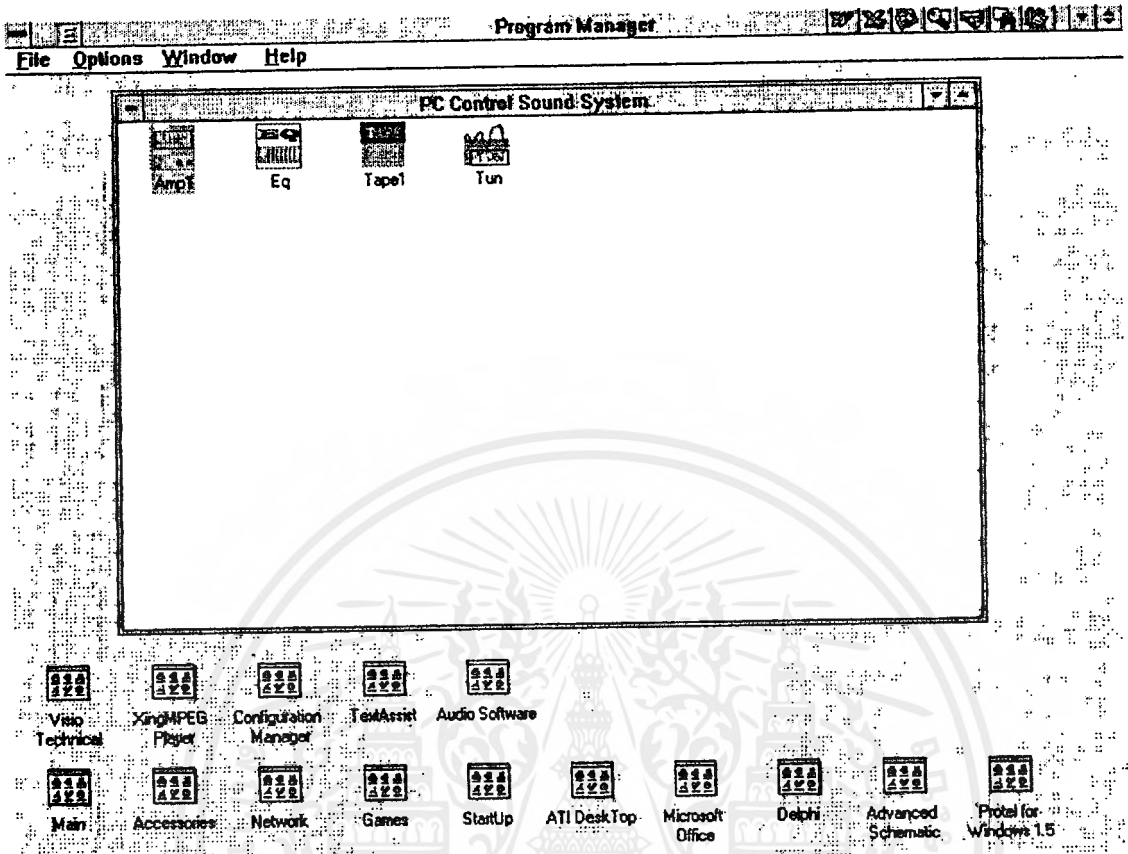 Program Manager
File Options Window Help
PC Control Sound System
EQ
Amp1 Eq Tape1 Tun
Visio Technical
XingMPEG Player
Configuration Manager
TextAssist
Audio Software
Main
Accessories
Network
Games
StartUp
ATI DeskTop
Microsoft Office
Delphi
Advanced Schematic
Protel for Windows 1.5